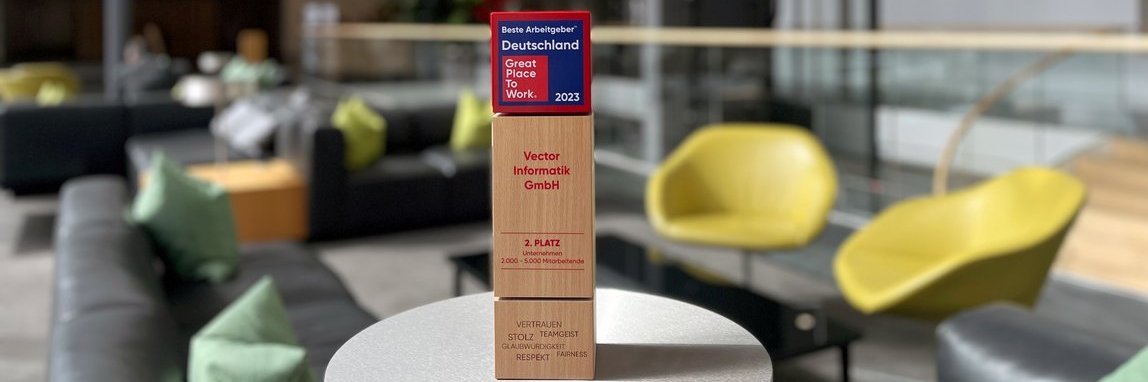 Beste Arbeitgeber™
Deutschland
Great
Place
To
Work®
2023
Vector
Informatik
GmbH
2. PLATZ
Unternehmen
2.000 – 5.000 Mitarbeitende
VERTRAUEN
STOLZ TEAMGEIST
GLAUBWÜRDIGKEIT
RESPEKT FAIRNESS